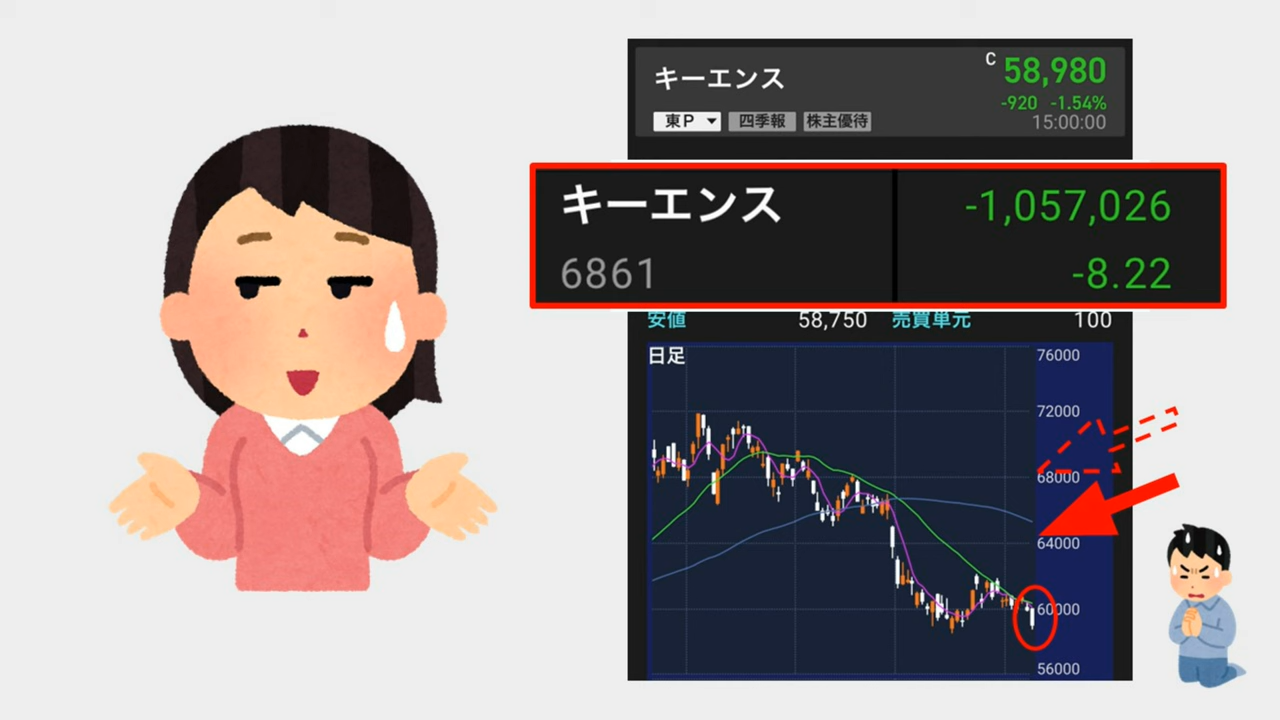 キーエンス
C 58,980
-920 -1.54%
東P ▼ 四季報 株主優待 15:00:00
キーエンス -1,057,026
6861 -8.22
安値 58,750 売買単元 100
日足
76000
72000
68000
64000
60000
56000